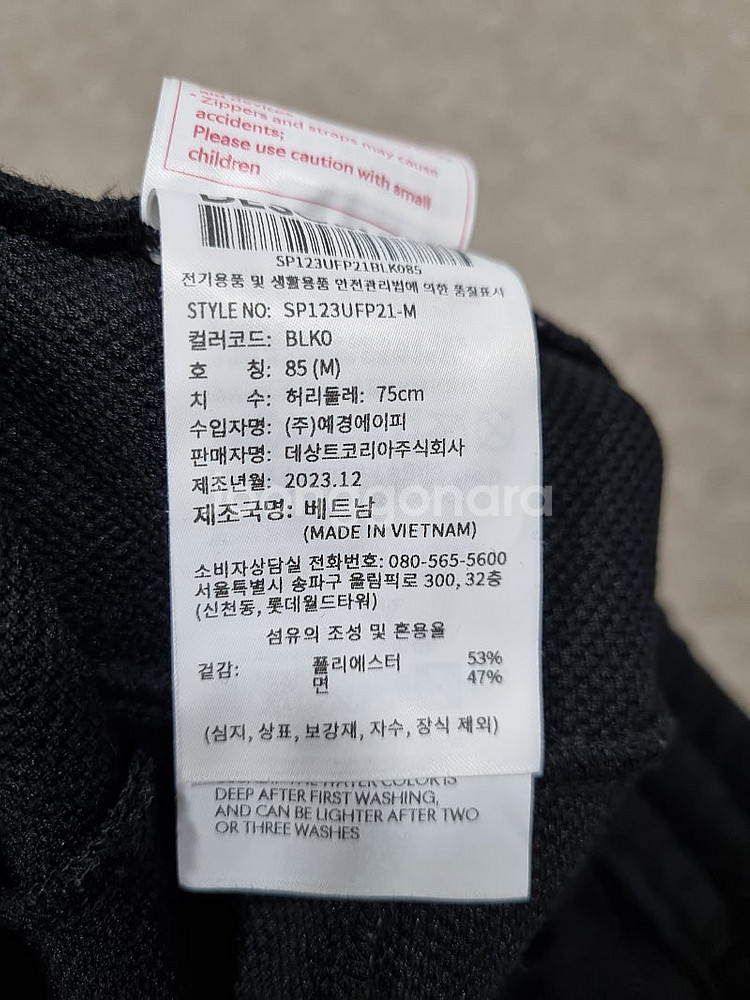 * Zippers and straps may cause
accidents;
Please use caution with small
children
SP123UFP21BLK085
전기용품 및 생활용품 안전관리법에 의한 품질표시
STYLE NO: SP123UFP21-M
컬러코드: BLK0
호 칭: 85 (M)
치 수: 허리둘레: 75cm
수입자명: (주)예경에이피
판매자명: 데상트코리아주식회사
제조년월: 2023.12
제조국명: 베트남
(MADE IN VIETNAM)
소비자상담실 전화번호: 080-565-5600
서울특별시 송파구 올림픽로 300, 32층
(신천동, 롯데월드타워)
섬유의 조성 및 혼용율
겉감: 폴리에스터 53%
면 47%
(심지, 상표, 보강재, 자수, 장식 제외)
THE WATER COLOR IS
DEEP AFTER FIRST WASHING,
AND CAN BE LIGHTER AFTER TWO
OR THREE WASHES